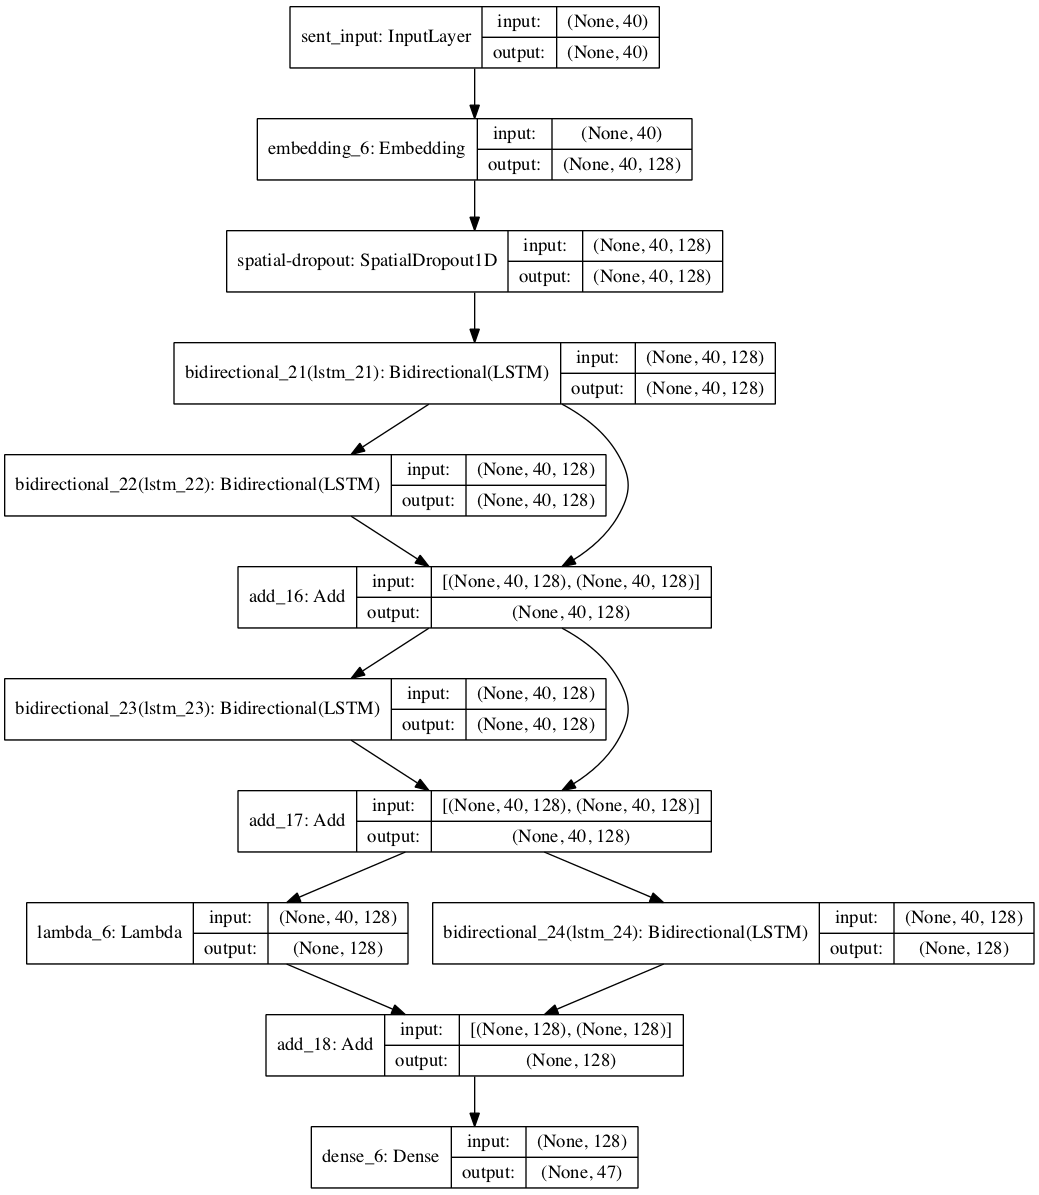 sent_input: InputLayer
input: (None, 40)
output: (None, 40)
embedding_6: Embedding
input: (None, 40)
output: (None, 40, 128)
spatial-dropout: SpatialDropout1D
input: (None, 40, 128)
output: (None, 40, 128)
bidirectional_21(lstm_21): Bidirectional(LSTM)
input: (None, 40, 128)
output: (None, 40, 128)
bidirectional_22(lstm_22): Bidirectional(LSTM)
input: (None, 40, 128)
output: (None, 40, 128)
add_16: Add
input: [(None, 40, 128), (None, 40, 128)]
output: (None, 40, 128)
bidirectional_23(lstm_23): Bidirectional(LSTM)
input: (None, 40, 128)
output: (None, 40, 128)
add_17: Add
input: [(None, 40, 128), (None, 40, 128)]
output: (None, 40, 128)
lambda_6: Lambda
input: (None, 40, 128)
output: (None, 128)
bidirectional_24(lstm_24): Bidirectional(LSTM)
input: (None, 40, 128)
output: (None, 128)
add_18: Add
input: [(None, 128), (None, 128)]
output: (None, 128)
dense_6: Dense
input: (None, 128)
output: (None, 47)